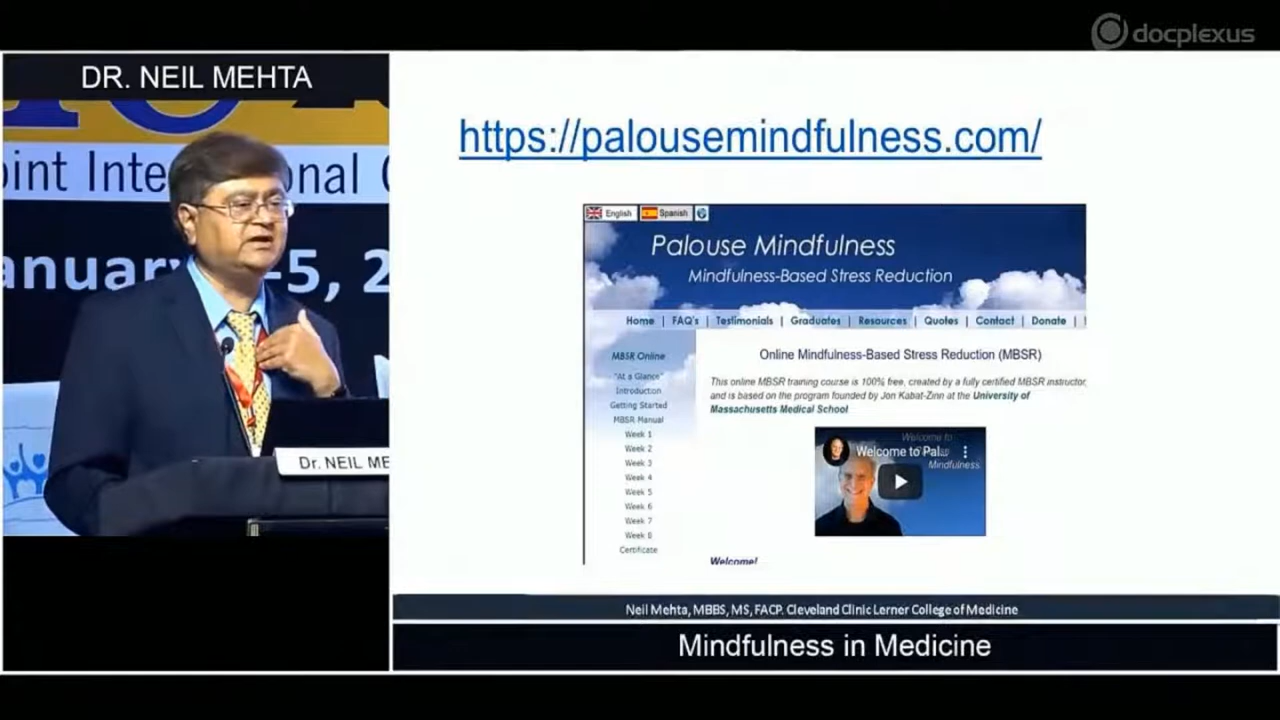 docplexus
DR. NEIL MEHTA
oint Inte onal
anuary -5, 2
Dr. NEIL ME
https://palousemindfulness.com/
English Spanish
Palouse Mindfulness
Mindfulness-Based Stress Reduction
Home | FAQ's | Testimonials | Graduates | Resources | Quotes | Contact | Donate |
MBSR Online
"At a Glance"
Introduction
Getting Started
MBSR Manual
Week 1
Week 2
Week 3
Week 4
Week 5
Week 6
Week 7
Week 8
Certificate
Online Mindfulness-Based Stress Reduction (MBSR)
This online MBSR training course is 100% free, created by a fully certified MBSR instructor,
and is based on the program founded by Jon Kabat-Zinn at the University of
Massachusetts Medical School
Welcome to
Welcome to Pal...
Mindfulness
Welcome!
Neil Mehta, MBBS, MS, FACP. Cleveland Clinic Lerner College of Medicine
Mindfulness in Medicine